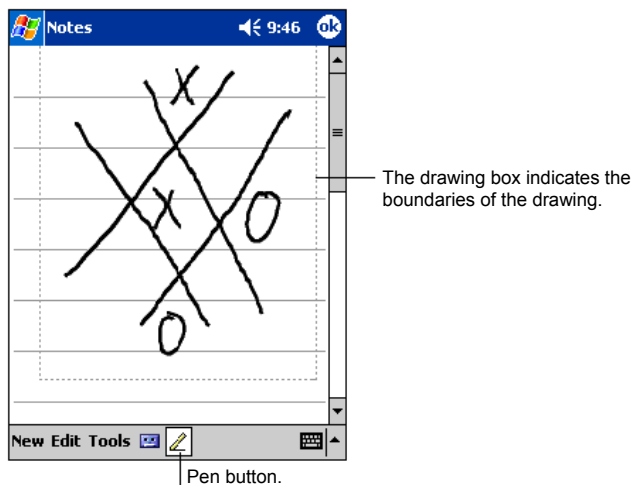 Notes 9:46 ok
X
X
O
O
The drawing box indicates the
boundaries of the drawing.
New Edit Tools
Pen button.